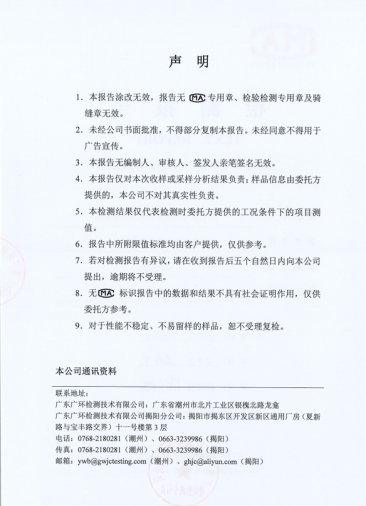 声 明
1. 本报告涂改无效，报告无 MA 专用章、检验检测专用章及骑
缝章无效。
2. 未经公司书面批准，不得部分复制本报告。未经同意不得用于
广告宣传。
3. 本报告无编制人、审核人、签发人亲笔签名无效。
4. 本报告仅对本次收样或采样分析结果负责；样品信息由委托方
提供的，本公司不对其真实性负责。
5. 本检测结果仅代表检测时委托方提供的工况条件下的项目测
值。
6. 报告中所附限值标准均由客户提供，仅供参考。
7. 若对检测报告有异议，请在收到报告后五个自然日内向本公司
提出，逾期将不受理。
8. 无 MA 标识报告中的数据和结果不具有社会证明作用，仅供
委托方参考。
9. 对于性能不稳定、不易留样的样品，恕不受理复检。
本公司通讯资料
联系地址：
广东广环检测技术有限公司：广东省潮州市北片工业区银槐北路龙童
广东广环检测技术有限公司揭阳分公司：揭阳市揭东区开发区新区通用厂房（夏新
路与宝丰路交界）十一号楼第 3 层
电话：0768-2180281（潮州）、0663-3239986（揭阳）
传真：0768-2180281（潮州）、0663-3239986（揭阳）
邮箱：ywb@gwjctesting.com（潮州）、ghjc@aliyun.com（揭阳）